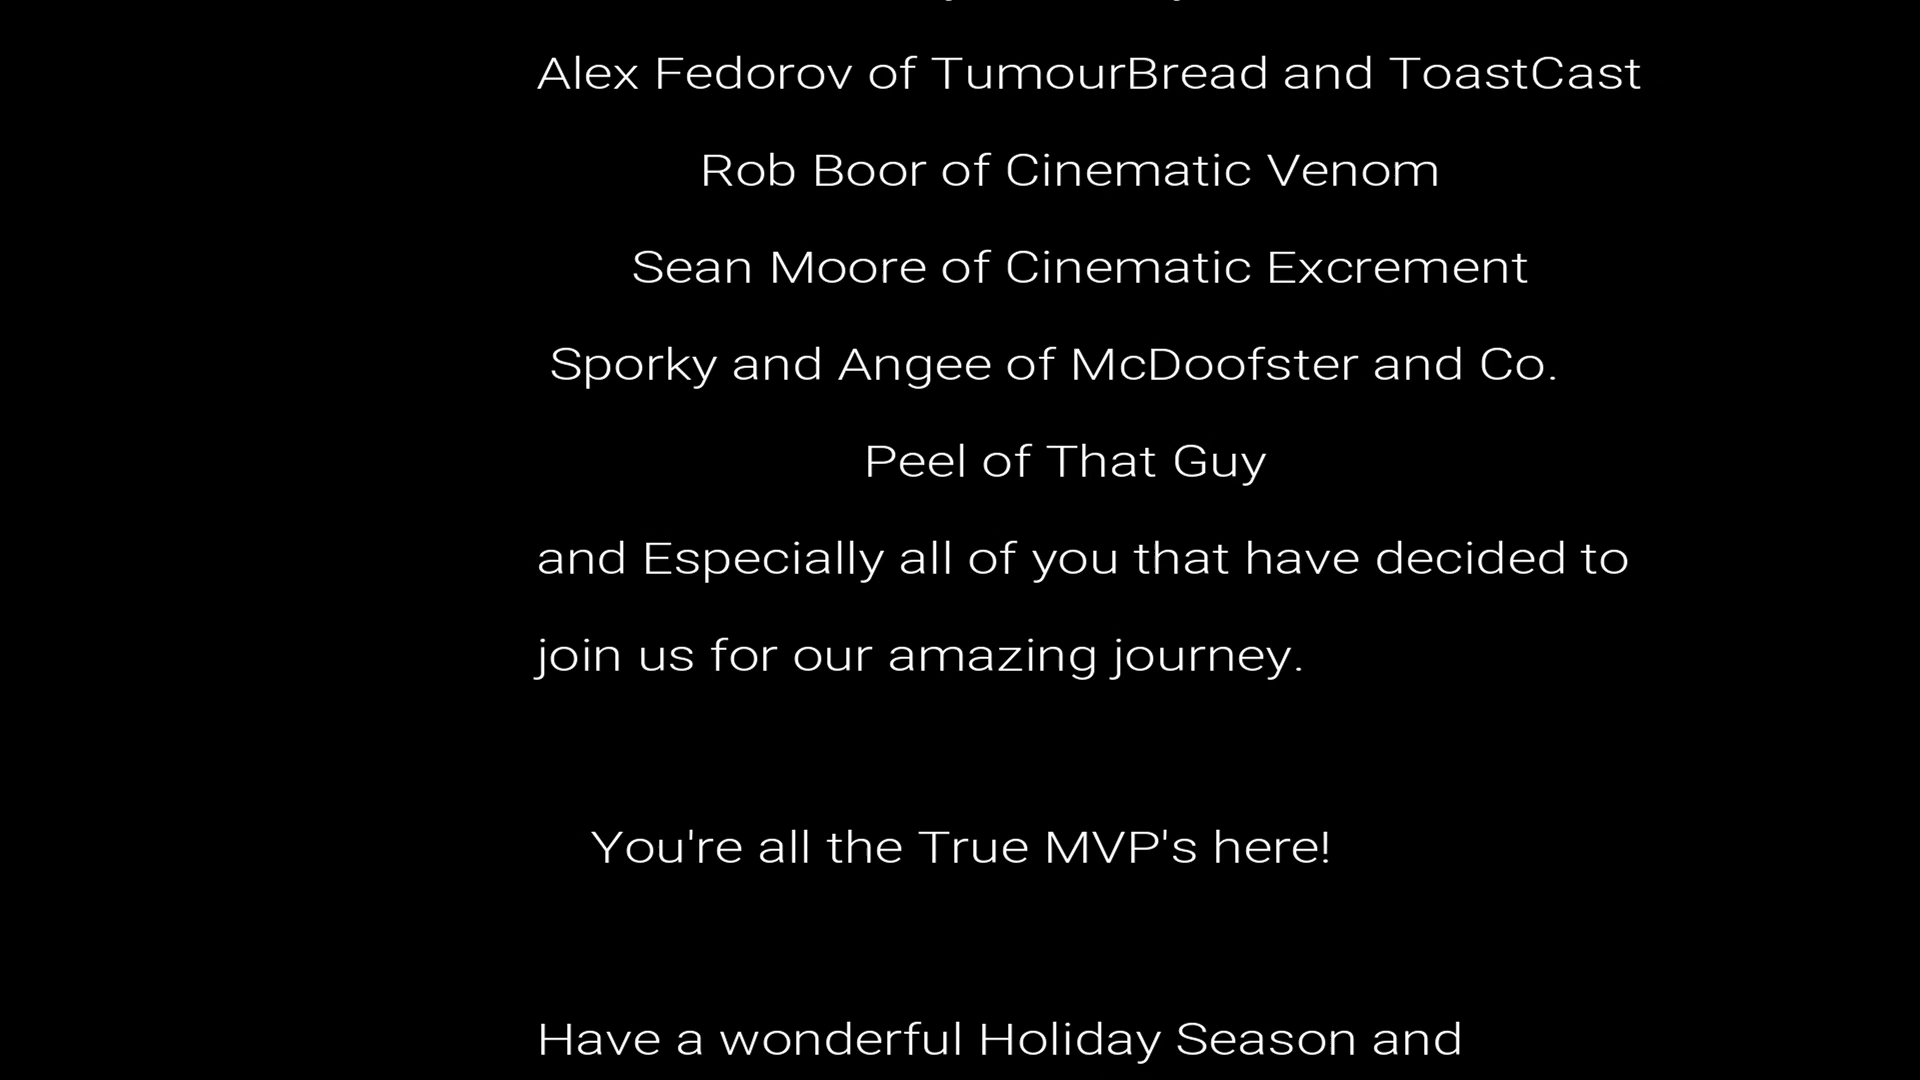 Alex Fedorov of TumourBread and ToastCast
Rob Boor of Cinematic Venom
Sean Moore of Cinematic Excrement
Sporky and Angee of McDoofster and Co.
Peel of That Guy
and Especially all of you that have decided to
join us for our amazing journey.
You're all the True MVP's here!
Have a wonderful Holiday Season and